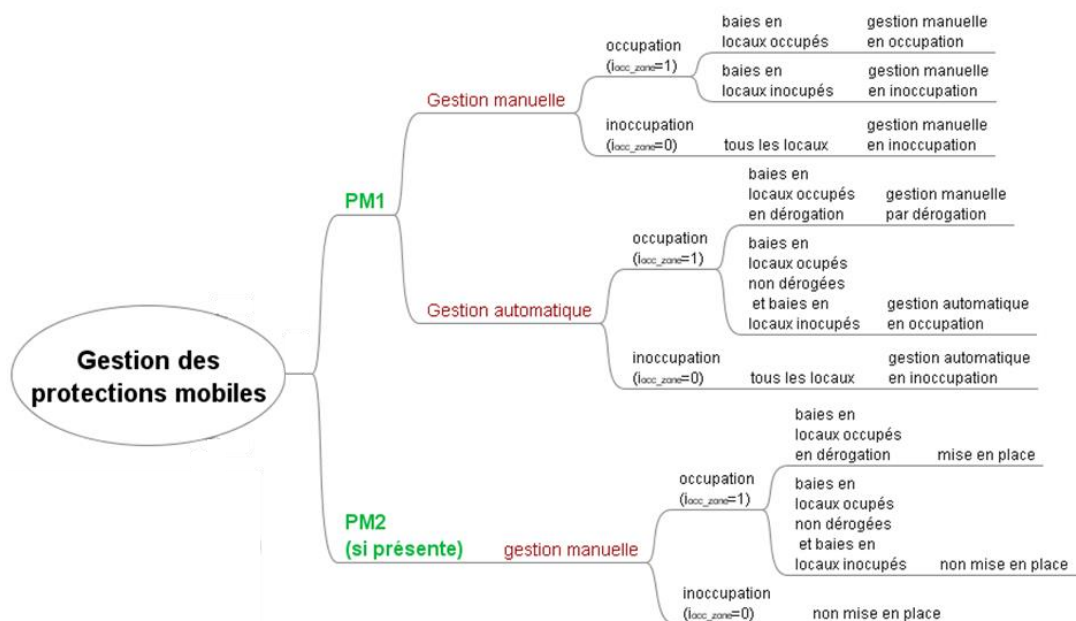 Gestion des
protections mobiles
PM1
Gestion manuelle
occupation
(iocc_zone=1)
baies en
locaux occupés
gestion manuelle
en occupation
baies en
locaux inocupés
gestion manuelle
en inoccupation
inoccupation
(iocc_zone=0)
tous les locaux
gestion manuelle
en inoccupation
Gestion automatique
occupation
(iocc_zone=1)
baies en
locaux occupés
en dérogation
gestion manuelle
par dérogation
baies en
locaux ocupés
non dérogées
et baies en
locaux inocupés
gestion automatique
en occupation
inoccupation
(iocc_zone=0)
tous les locaux
gestion automatique
en inoccupation
PM2
(si présente)
gestion manuelle
occupation
(iocc_zone=1)
baies en
locaux occupés
en dérogation
mise en place
baies en
locaux ocupés
non dérogées
et baies en
locaux inocupés
non mise en place
inoccupation
(iocc_zone=0)
non mise en place